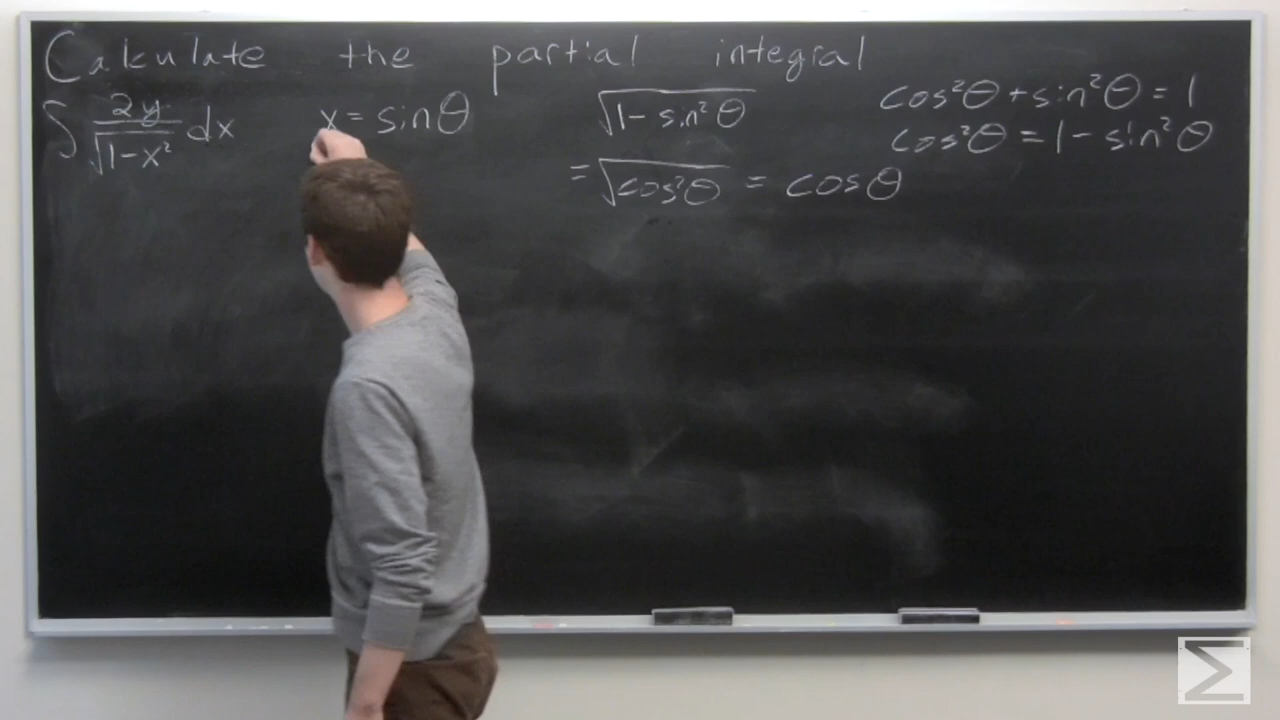 Calculate the partial integral
∫ 2y/√(1-x²) dx   x = sinθ
√(1 - sin²θ)
= √(cos²θ) = cosθ
cos²θ + sin²θ = 1
cos²θ = 1 - sin²θ
Σ